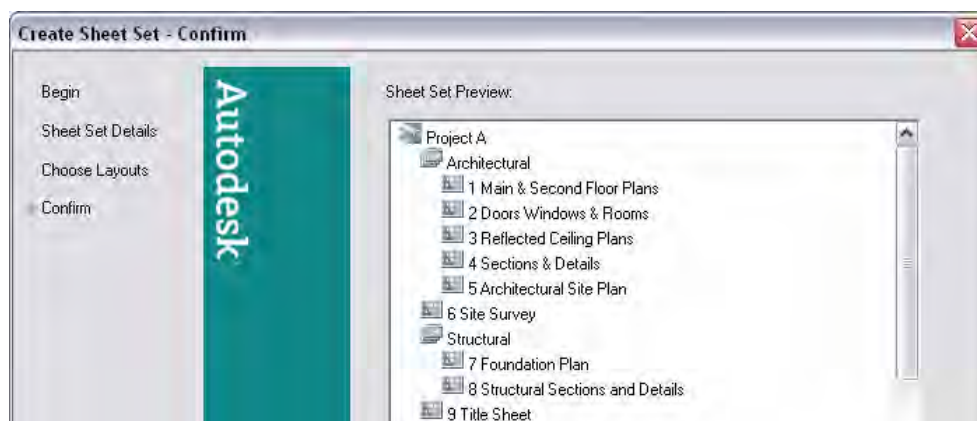 Create Sheet Set - Confirm
Begin
Sheet Set Details
Choose Layouts
Confirm
Autodesk
Sheet Set Preview:
Project A
Architectural
1 Main & Second Floor Plans
2 Doors Windows & Rooms
3 Reflected Ceiling Plans
4 Sections & Details
5 Architectural Site Plan
6 Site Survey
Structural
7 Foundation Plan
8 Structural Sections and Details
9 Title Sheet